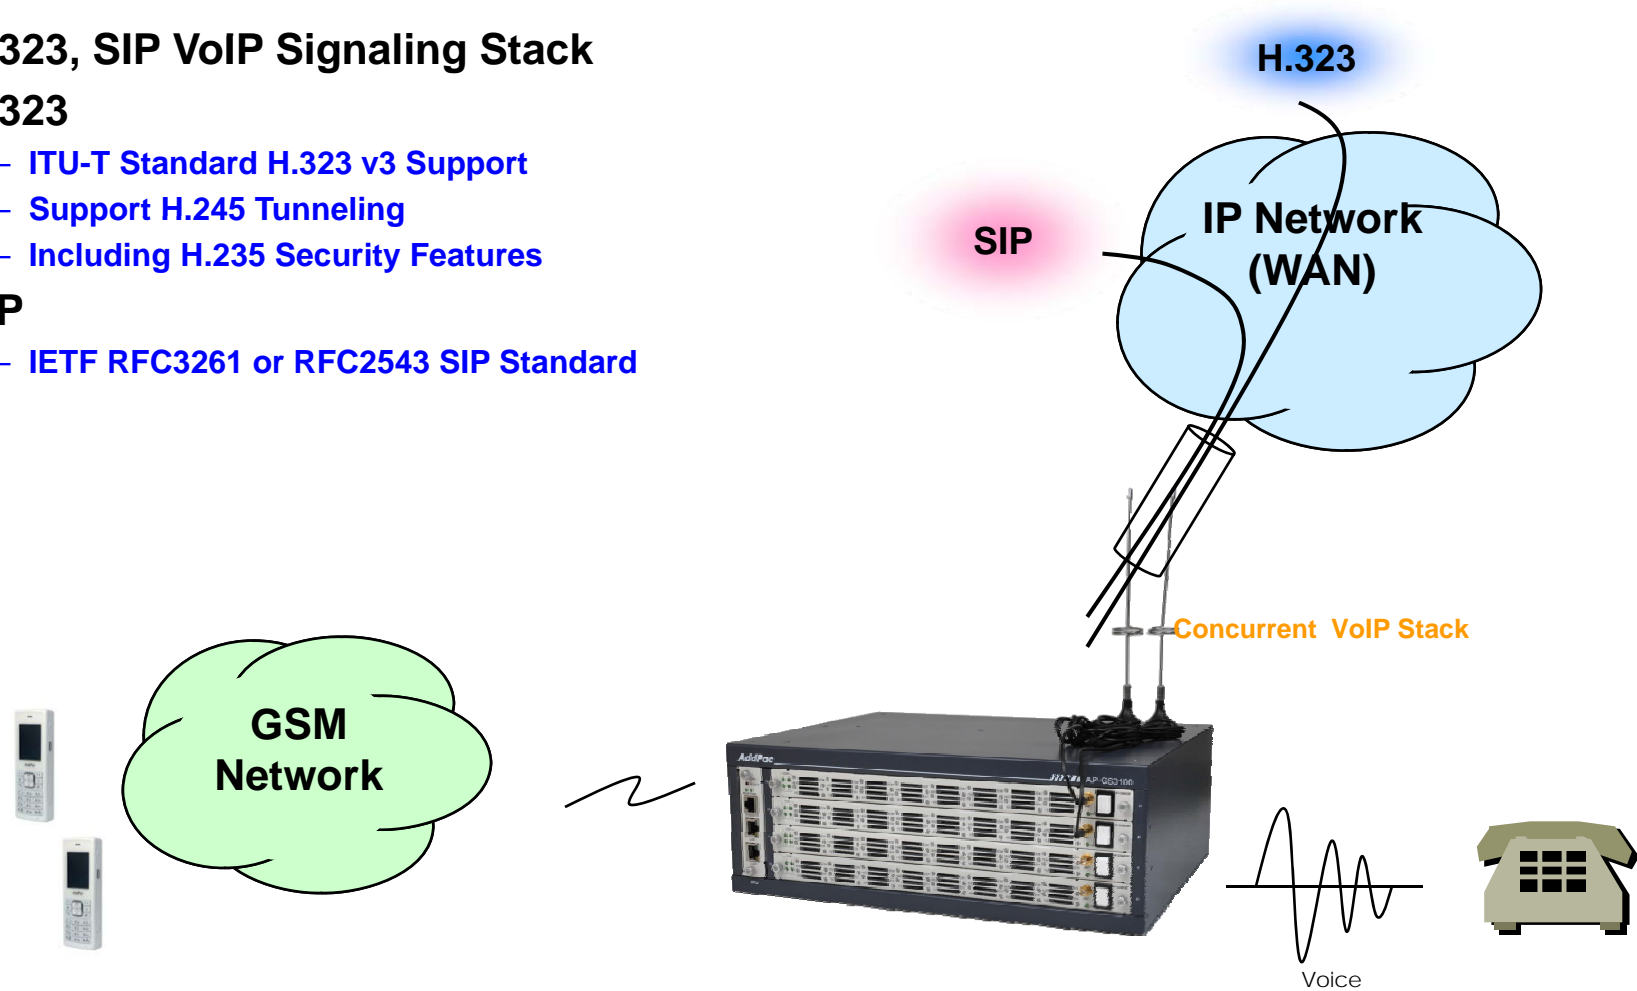 323, SIP VoIP Signaling Stack
323
– ITU-T Standard H.323 v3 Support
– Support H.245 Tunneling
– Including H.235 Security Features
P
– IETF RFC3261 or RFC2543 SIP Standard
H.323
SIP
IP Network
(WAN)
Concurrent VoIP Stack
GSM
Network
AddPac
AP-GS3100
Voice